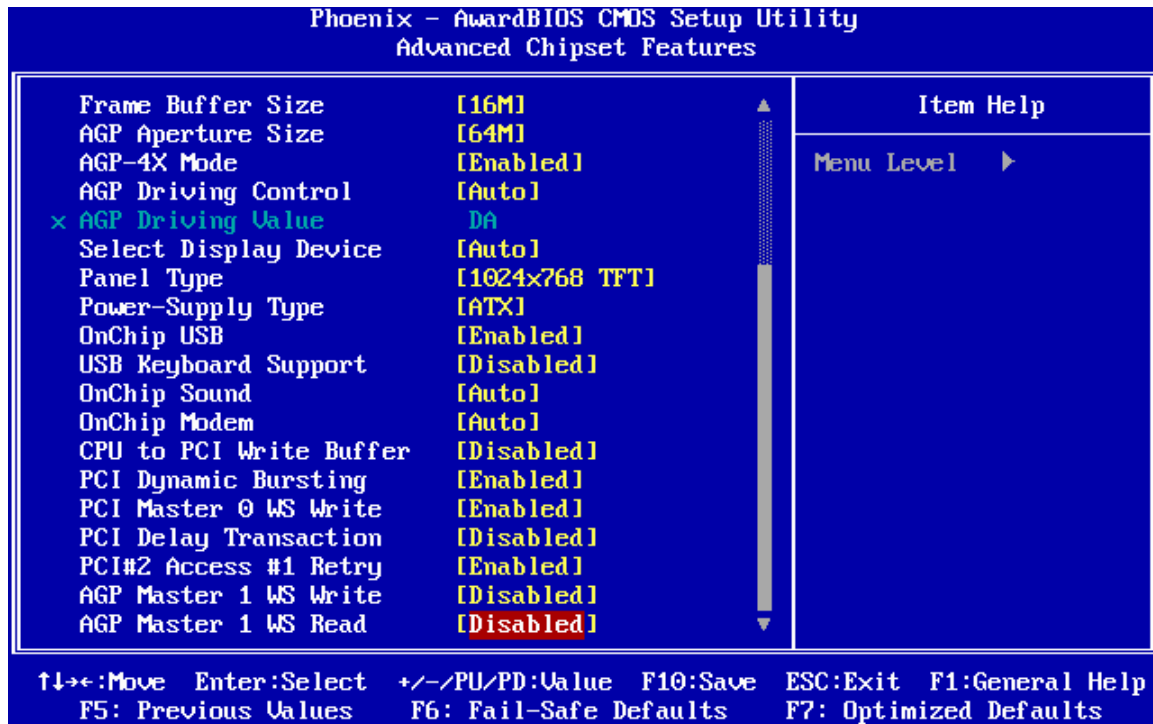 Phoenix - AwardBIOS CMOS Setup Utility
Advanced Chipset Features
Frame Buffer Size [16M]
AGP Aperture Size [64M]
AGP-4X Mode [Enabled]
AGP Driving Control [Auto]
x AGP Driving Value DA
Select Display Device [Auto]
Panel Type [1024x768 TFT]
Power-Supply Type [ATX]
OnChip USB [Enabled]
USB Keyboard Support [Disabled]
OnChip Sound [Auto]
OnChip Modem [Auto]
CPU to PCI Write Buffer [Disabled]
PCI Dynamic Bursting [Enabled]
PCI Master 0 WS Write [Enabled]
PCI Delay Transaction [Disabled]
PCI#2 Access #1 Retry [Enabled]
AGP Master 1 WS Write [Disabled]
AGP Master 1 WS Read [Disabled]
Item Help
Menu Level ▶
↑↓→←:Move Enter:Select +/-/PU/PD:Value F10:Save ESC:Exit F1:General Help
F5: Previous Values F6: Fail-Safe Defaults F7: Optimized Defaults